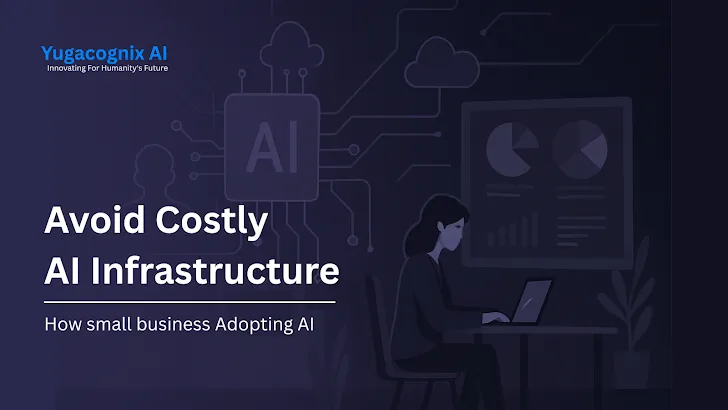 Yugacognix AI
Innovating For Humanity's Future
AI
Avoid Costly
AI Infrastructure
How small business Adopting AI